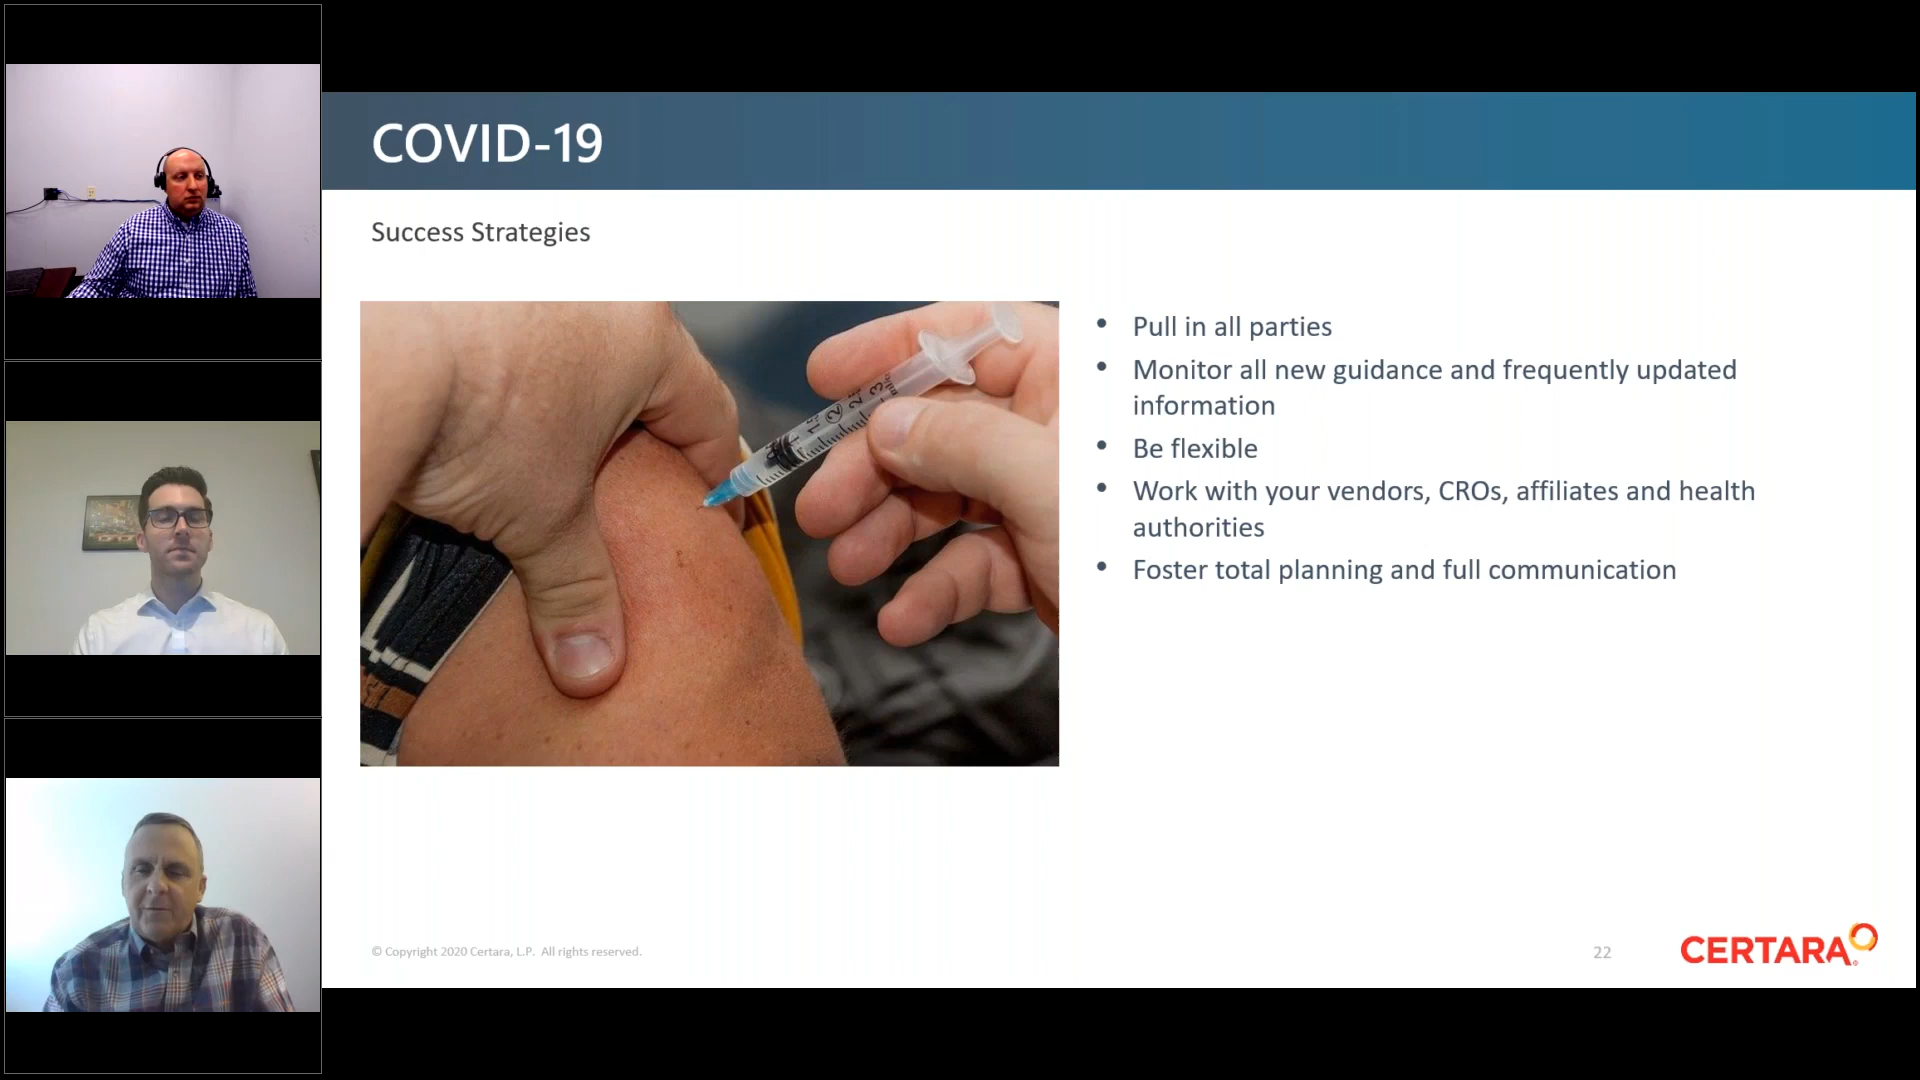 COVID-19
Success Strategies
• Pull in all parties
• Monitor all new guidance and frequently updated
information
• Be flexible
• Work with your vendors, CROs, affiliates and health
authorities
• Foster total planning and full communication
© Copyright 2020 Certara, L.P. All rights reserved.
22
CERTARA